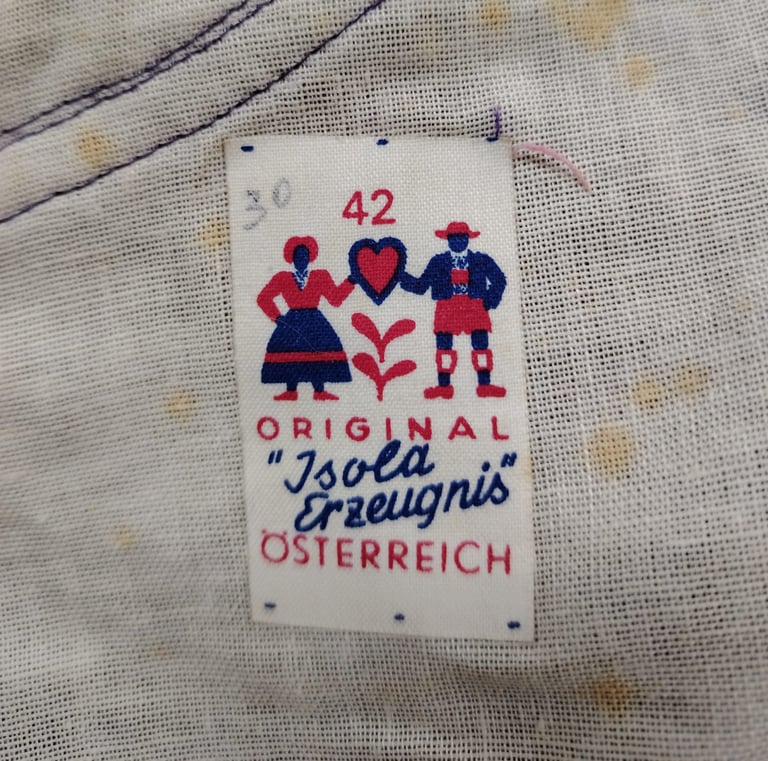 30
42
ORIGINAL
"Isola
Erzeugnis"
ÖSTERREICH